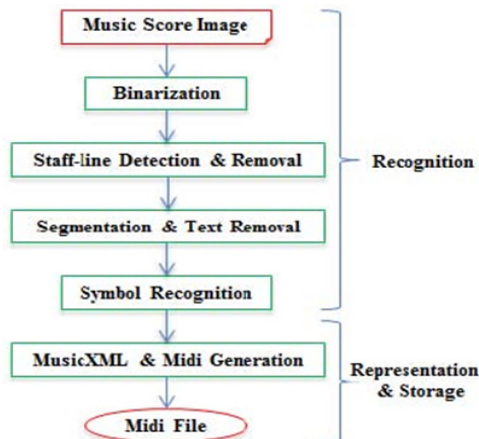 Music Score Image
Binarization
Staff-line Detection & Removal
Recognition
Segmentation & Text Removal
Symbol Recognition
MusicXML & Midi Generation
Representation
& Storage
Midi File